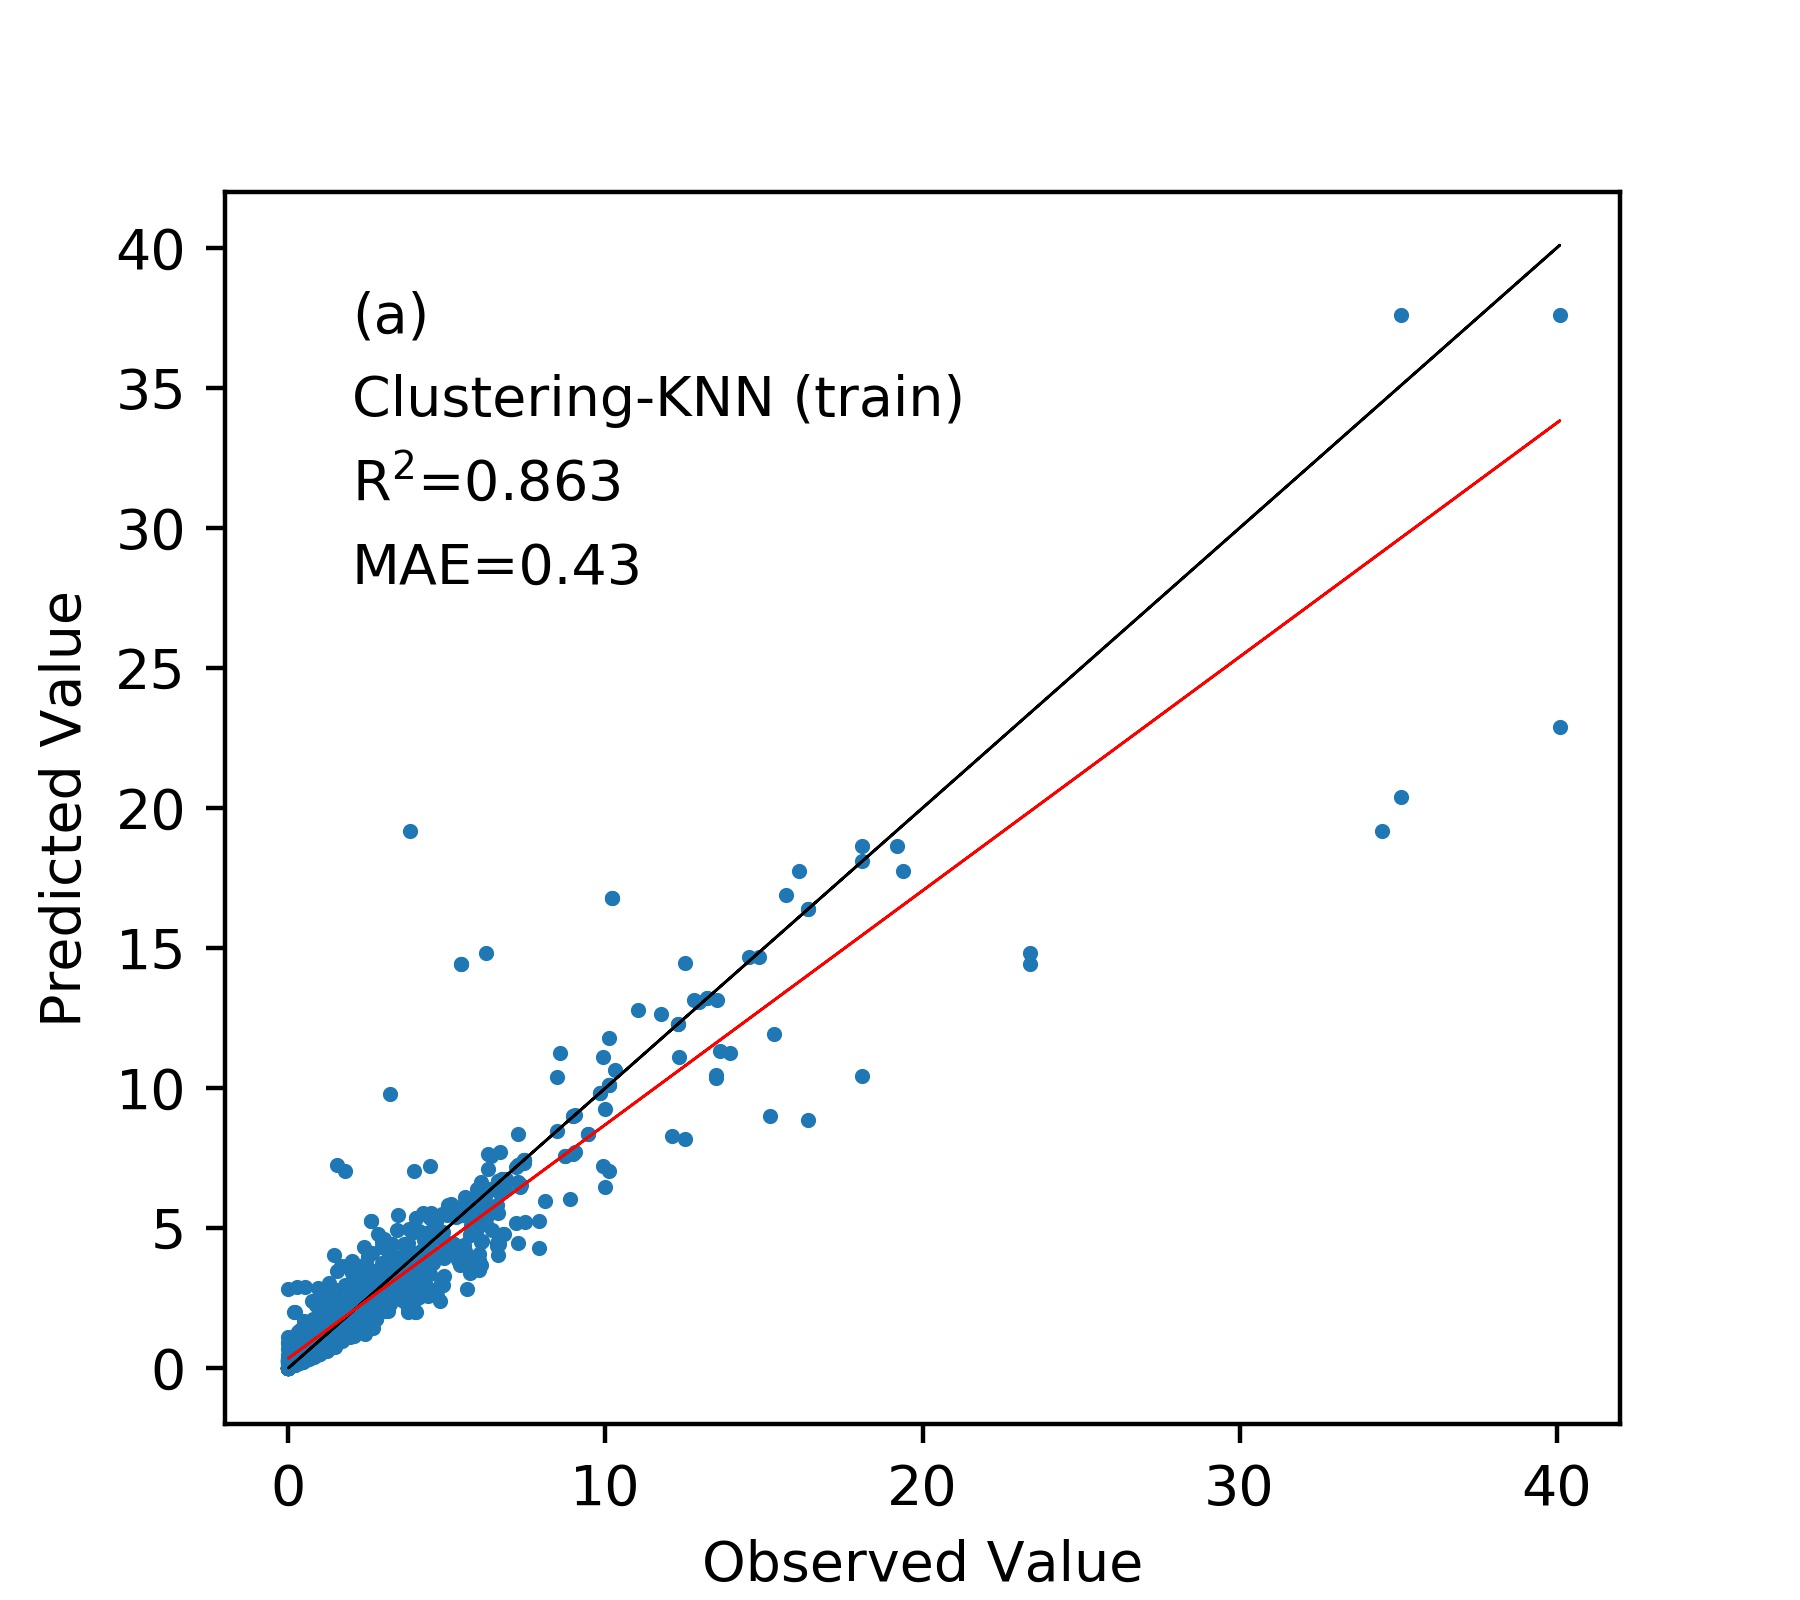 (a)
Clustering-KNN (train)
R²=0.863
MAE=0.43
Predicted Value
40
35
30
25
20
15
10
5
0
0 10 20 30 40
Observed Value